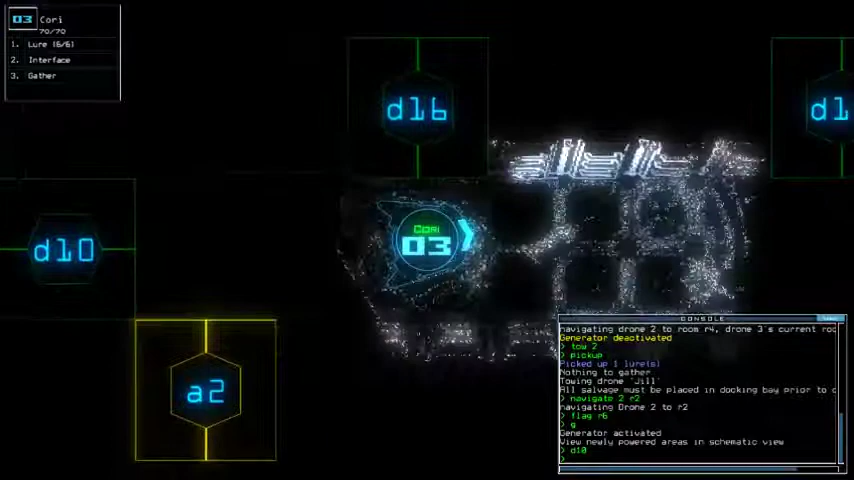 03 Cori
70/70
1. Lure (6/6)
2. Interface
3. Gather
d16
d1
d10
Cori
03
a2
CONSOLE
navigating drone 2 to room r4, drone 3's current roo
Generator deactivated
> tow 2
> pickup
Picked up 1 lure(s)
Nothing to gather
Towing drone 'Jill'
All salvage must be placed in docking bay prior to
> navigate 2 r2
navigating Drone 2 to r2
> flag r6
> g
Generator activated
View newly powered areas in schematic view
> d10
>